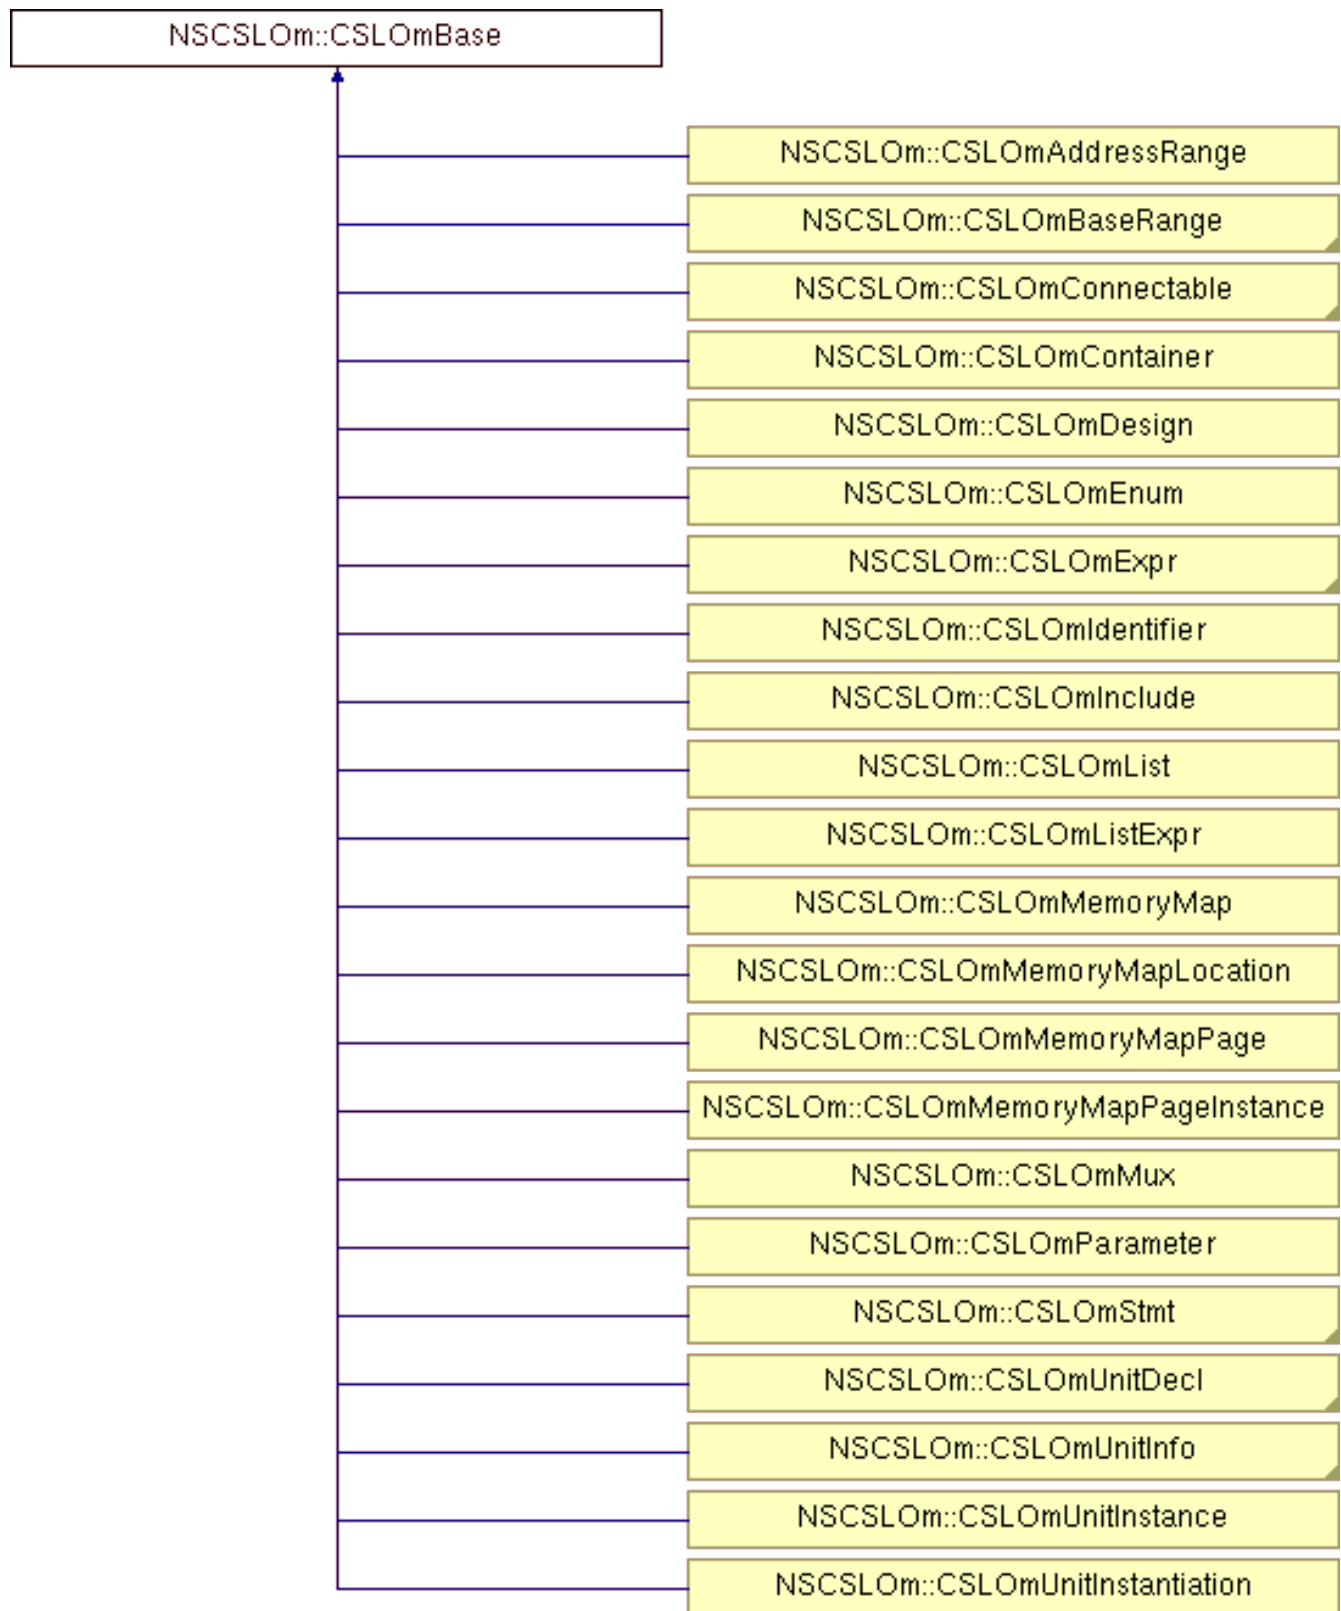 NSCSLOm::CSLOmBase
NSCSLOm::CSLOmAddressRange
NSCSLOm::CSLOmBaseRange
NSCSLOm::CSLOmConnectable
NSCSLOm::CSLOmContainer
NSCSLOm::CSLOmDesign
NSCSLOm::CSLOmEnum
NSCSLOm::CSLOmExpr
NSCSLOm::CSLOmIdentifier
NSCSLOm::CSLOmInclude
NSCSLOm::CSLOmList
NSCSLOm::CSLOmListExpr
NSCSLOm::CSLOmMemoryMap
NSCSLOm::CSLOmMemoryMapLocation
NSCSLOm::CSLOmMemoryMapPage
NSCSLOm::CSLOmMemoryMapPageInstance
NSCSLOm::CSLOmMux
NSCSLOm::CSLOmParameter
NSCSLOm::CSLOmStmt
NSCSLOm::CSLOmUnitDecl
NSCSLOm::CSLOmUnitInfo
NSCSLOm::CSLOmUnitInstance
NSCSLOm::CSLOmUnitInstantiation